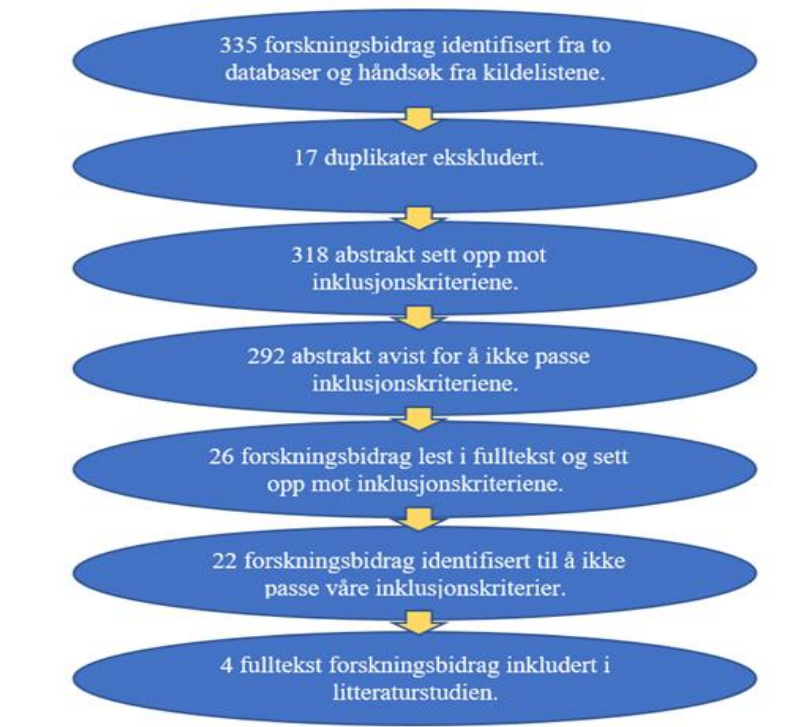 335 forskningsbidrag identifisert fra to
databaser og håndsøk fra kildelistene.
17 duplikater ekskludert.
318 abstrakt sett opp mot
inklusjonskriteriene.
292 abstrakt avist for å ikke passe
inklusjonskriteriene.
26 forskningsbidrag lest i fulltekst og sett
opp mot inklusjonskriteriene.
22 forskningsbidrag identifisert til å ikke
passe våre inklusjonskriterier.
4 fulltekst forskningsbidrag inkludert i
litteraturstudien.